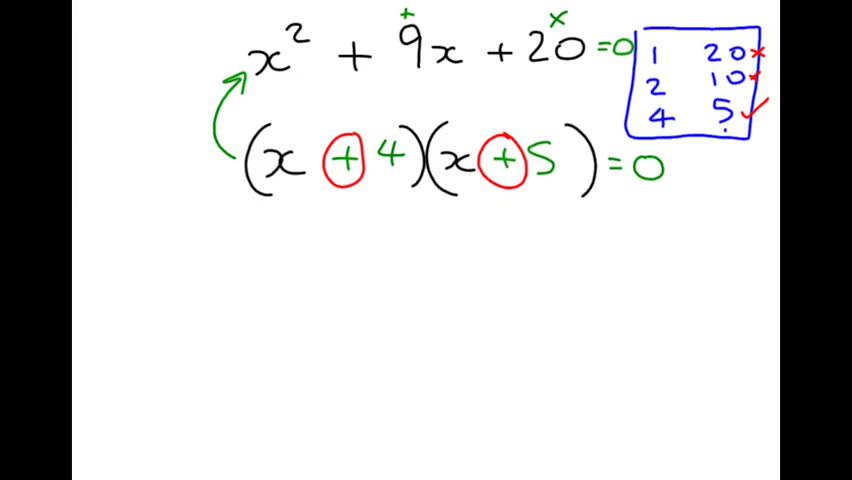 + ×
x² + 9x + 20 = 0
1 20 ×
2 10 ×
4 5 ✓
(x + 4)(x + 5) = 0